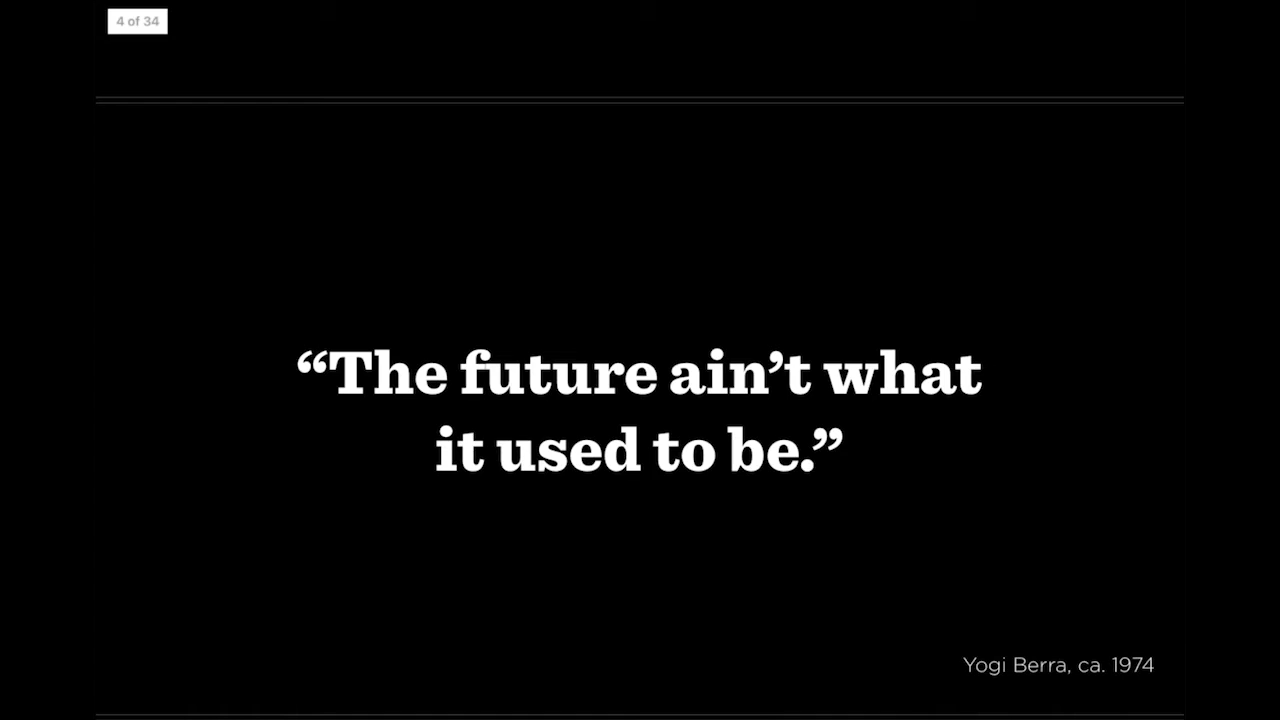 4 of 34
“The future ain’t what
it used to be.”
Yogi Berra, ca. 1974